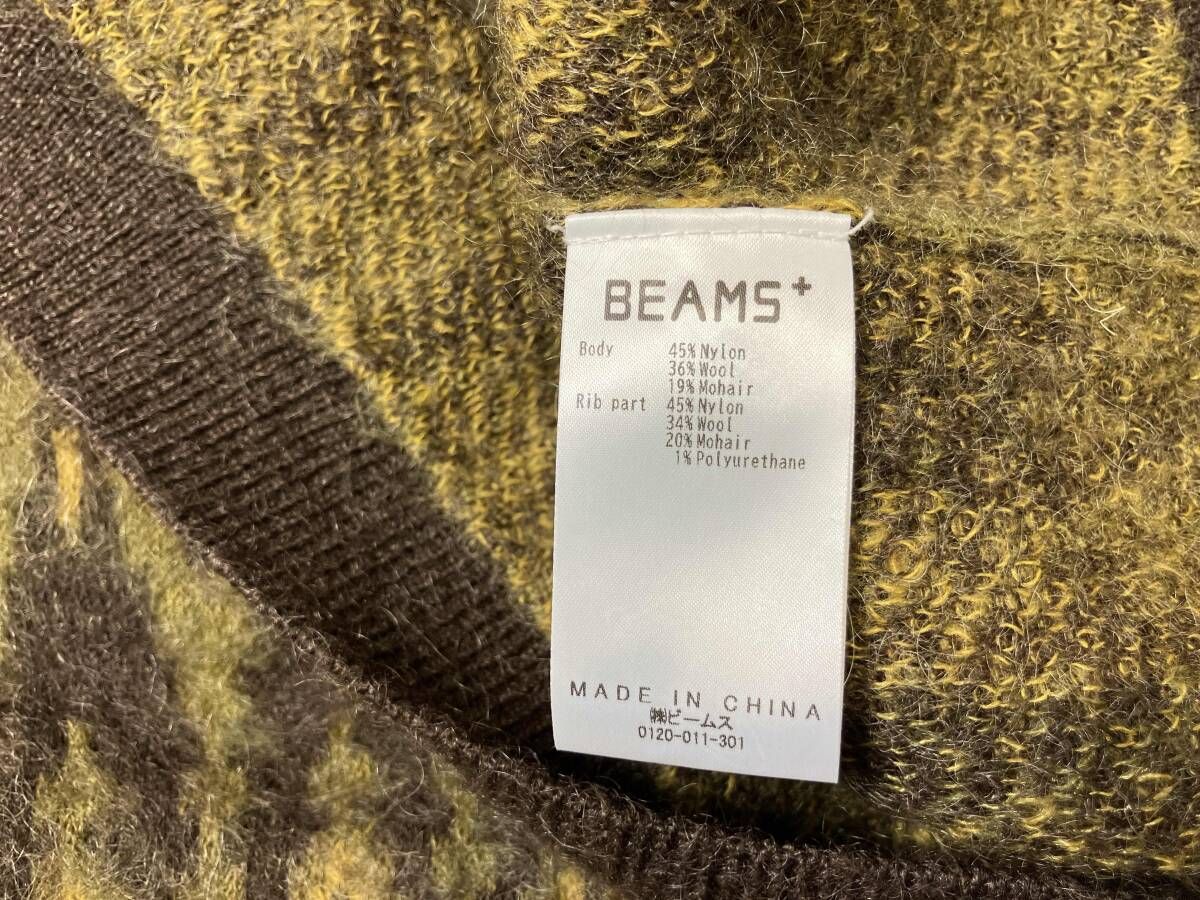 BEAMS+
Body 45% Nylon
36% Wool
19% Mohair
Rib part 45% Nylon
34% Wool
20% Mohair
1% Polyurethane
MADE IN CHINA
㈱ビームス
0120-011-301